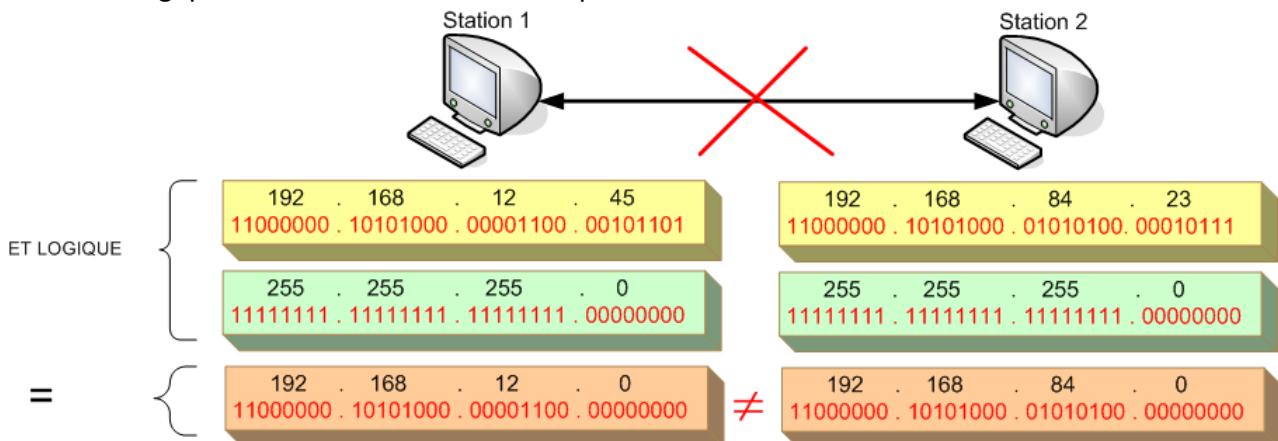 Station 1
Station 2
192 . 168 . 12 . 45
11000000 . 10101000 . 00001100 . 00101101
192 . 168 . 84 . 23
11000000 . 10101000 . 01010100. 00010111
ET LOGIQUE
255 . 255 . 255 . 0
11111111 . 11111111 . 11111111 . 00000000
255 . 255 . 255 . 0
11111111 . 11111111 . 11111111 . 00000000
=
192 . 168 . 12 . 0
11000000 . 10101000 . 00001100 . 00000000
≠
192 . 168 . 84 . 0
11000000 . 10101000 . 01010100 . 00000000